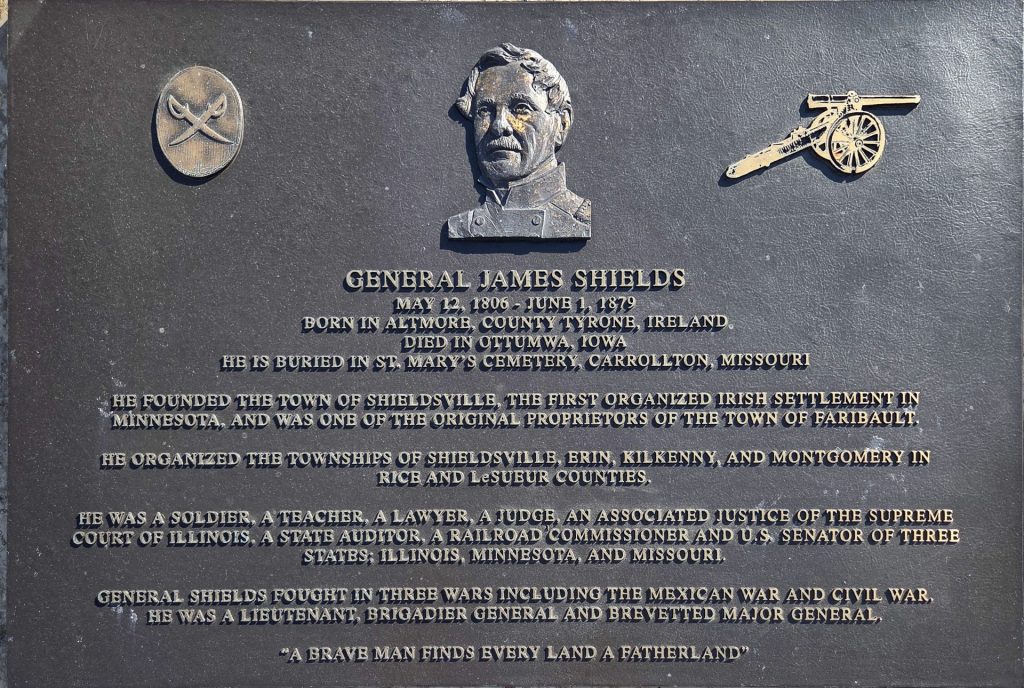 GENERAL JAMES SHIELDS
MAY 12, 1806 - JUNE 1, 1879
BORN IN ALTMORE, COUNTY TYRONE, IRELAND
DIED IN OTTUMWA, IOWA
HE IS BURIED IN ST. MARY'S CEMETERY, CARROLLTON, MISSOURI
HE FOUNDED THE TOWN OF SHIELDSVILLE, THE FIRST ORGANIZED IRISH SETTLEMENT IN
MINNESOTA, AND WAS ONE OF THE ORIGINAL PROPRIETORS OF THE TOWN OF FARIBAULT.
HE ORGANIZED THE TOWNSHIPS OF SHIELDSVILLE, ERIN, KILKENNY, AND MONTGOMERY IN
RICE AND LeSUEUR COUNTIES.
HE WAS A SOLDIER, A TEACHER, A LAWYER, A JUDGE, AN ASSOCIATED JUSTICE OF THE SUPREME
COURT OF ILLINOIS, A STATE AUDITOR, A RAILROAD COMMISSIONER AND U.S. SENATOR OF THREE
STATES; ILLINOIS, MINNESOTA, AND MISSOURI.
GENERAL SHIELDS FOUGHT IN THREE WARS INCLUDING THE MEXICAN WAR AND CIVIL WAR.
HE WAS A LIEUTENANT, BRIGADIER GENERAL AND BREVETTED MAJOR GENERAL.
"A BRAVE MAN FINDS EVERY LAND A FATHERLAND"